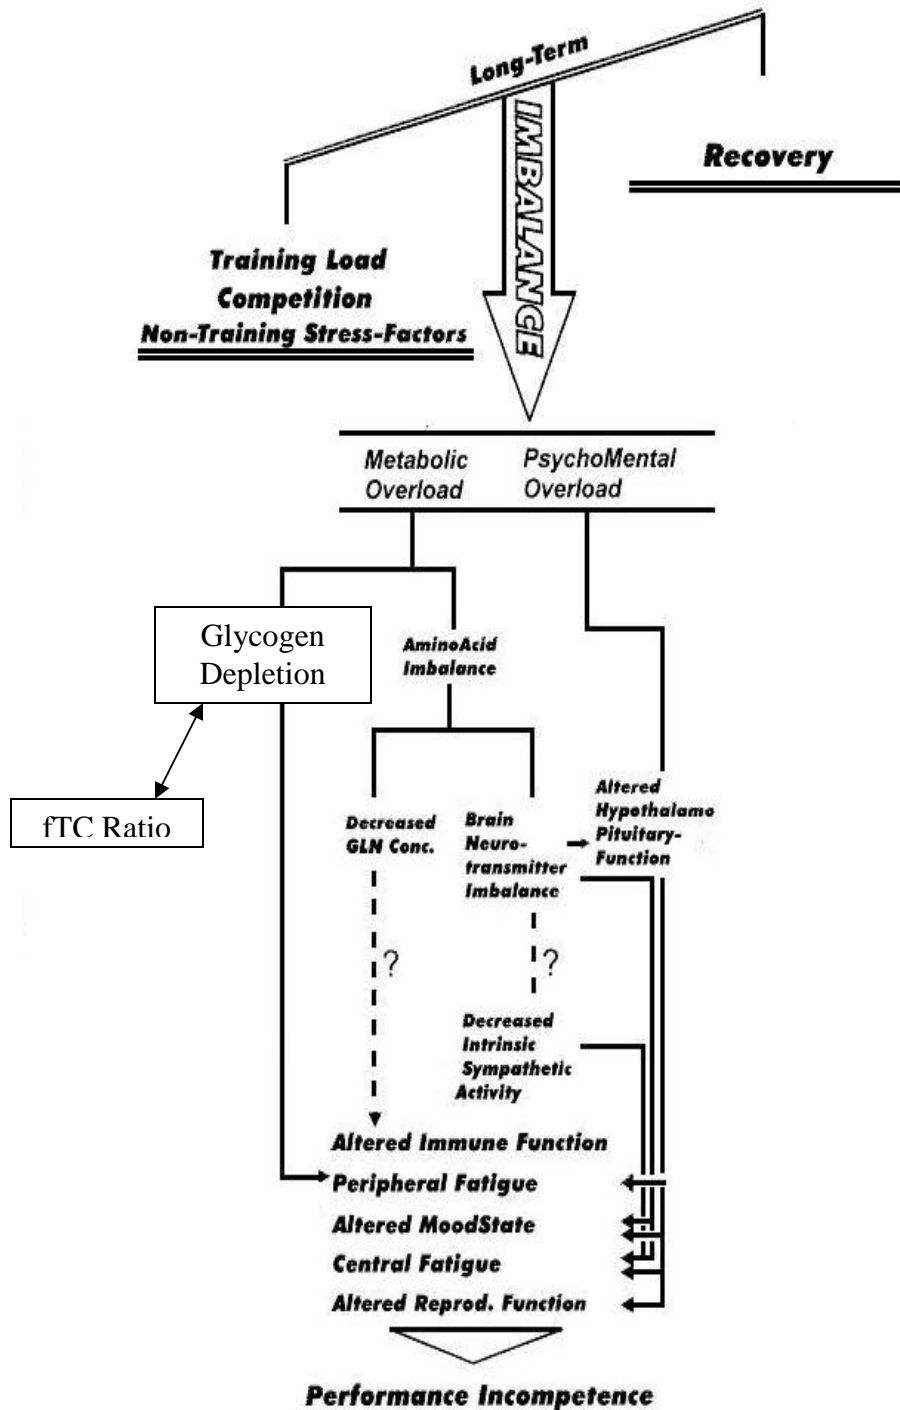 Long-Term
IMBALANCE
Recovery
Training Load
Competition
Non-Training Stress-Factors
Metabolic
Overload
PsychoMental
Overload
Glycogen
Depletion
AminoAcid
Imbalance
fTC Ratio
Decreased
GLN Conc.
Brain
Neuro-
transmitter
Imbalance
Altered
Hypothalamo
Pituitary-
Function
?
?
Decreased
Intrinsic
Sympathetic
Activity
Altered Immune Function
Peripheral Fatigue
Altered MoodState
Central Fatigue
Altered Reprod. Function
Performance Incompetence